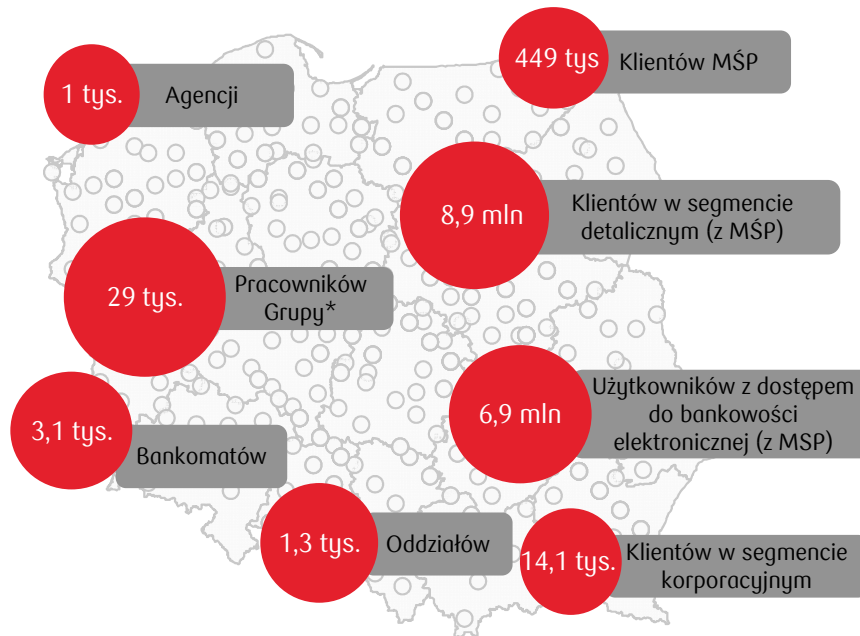 1 tys.
Agencji
449 tys
Klientów MŚP
8,9 mln
Klientów w segmencie
detalicznym (z MŚP)
29 tys.
Pracowników
Grupy*
6,9 mln
Użytkowników z dostępem
do bankowości
elektronicznej (z MSP)
3,1 tys.
Bankomatów
1,3 tys.
Oddziałów
14,1 tys.
Klientów w segmencie
korporacyjnym